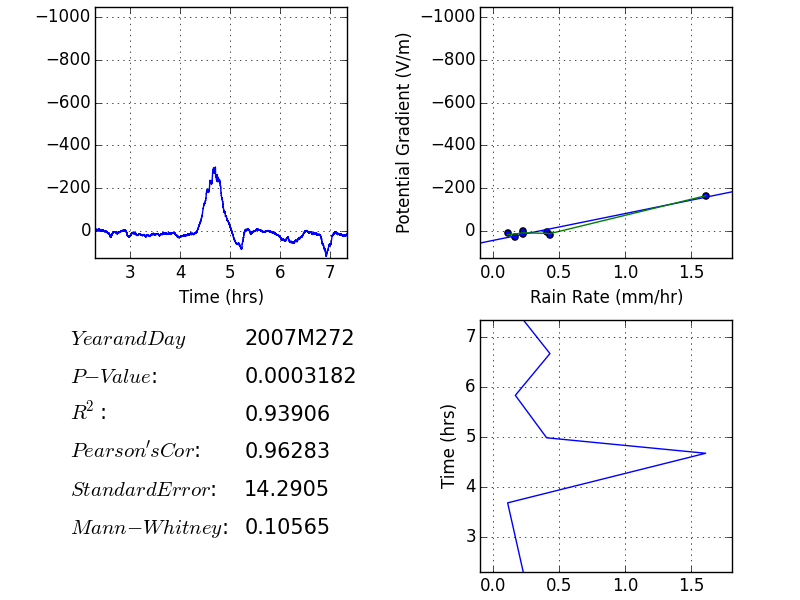 −1000
−800
−600
−400
−200
0
3 4 5 6 7
Time (hrs)
Potential Gradient (V/m)
−1000
−800
−600
−400
−200
0
0.0 0.5 1.0 1.5
Rain Rate (mm/hr)
YearandDay 2007M272
P−Value: 0.0003182
R²: 0.93906
Pearson'sCor: 0.96283
StandardError: 14.2905
Mann−Whitney: 0.10565
Time (hrs)
7
6
5
4
3
0.0 0.5 1.0 1.5